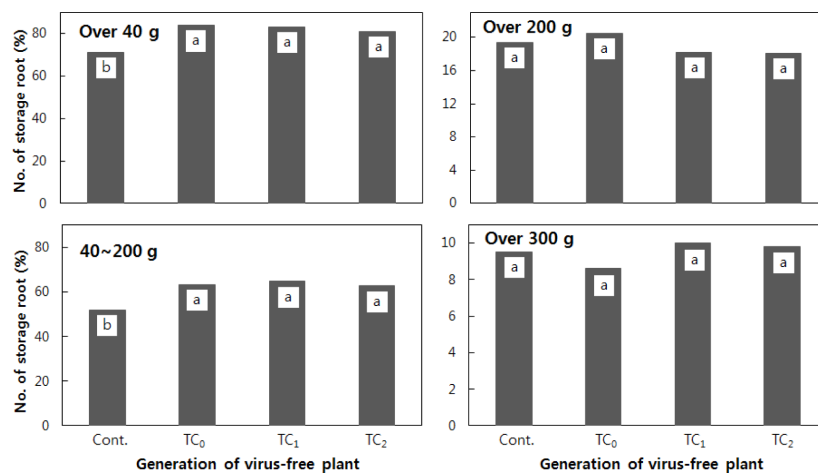 No. of storage root (%)
Over 40 g
80
60
40
20
0
b
a
a
a
Over 200 g
20
16
12
8
4
0
a
a
a
a
No. of storage root (%)
40~200 g
80
60
40
20
0
b
a
a
a
Cont.
TC₀
TC₁
TC₂
Generation of virus-free plant
Over 300 g
10
8
6
4
2
0
a
a
a
a
Cont.
TC₀
TC₁
TC₂
Generation of virus-free plant